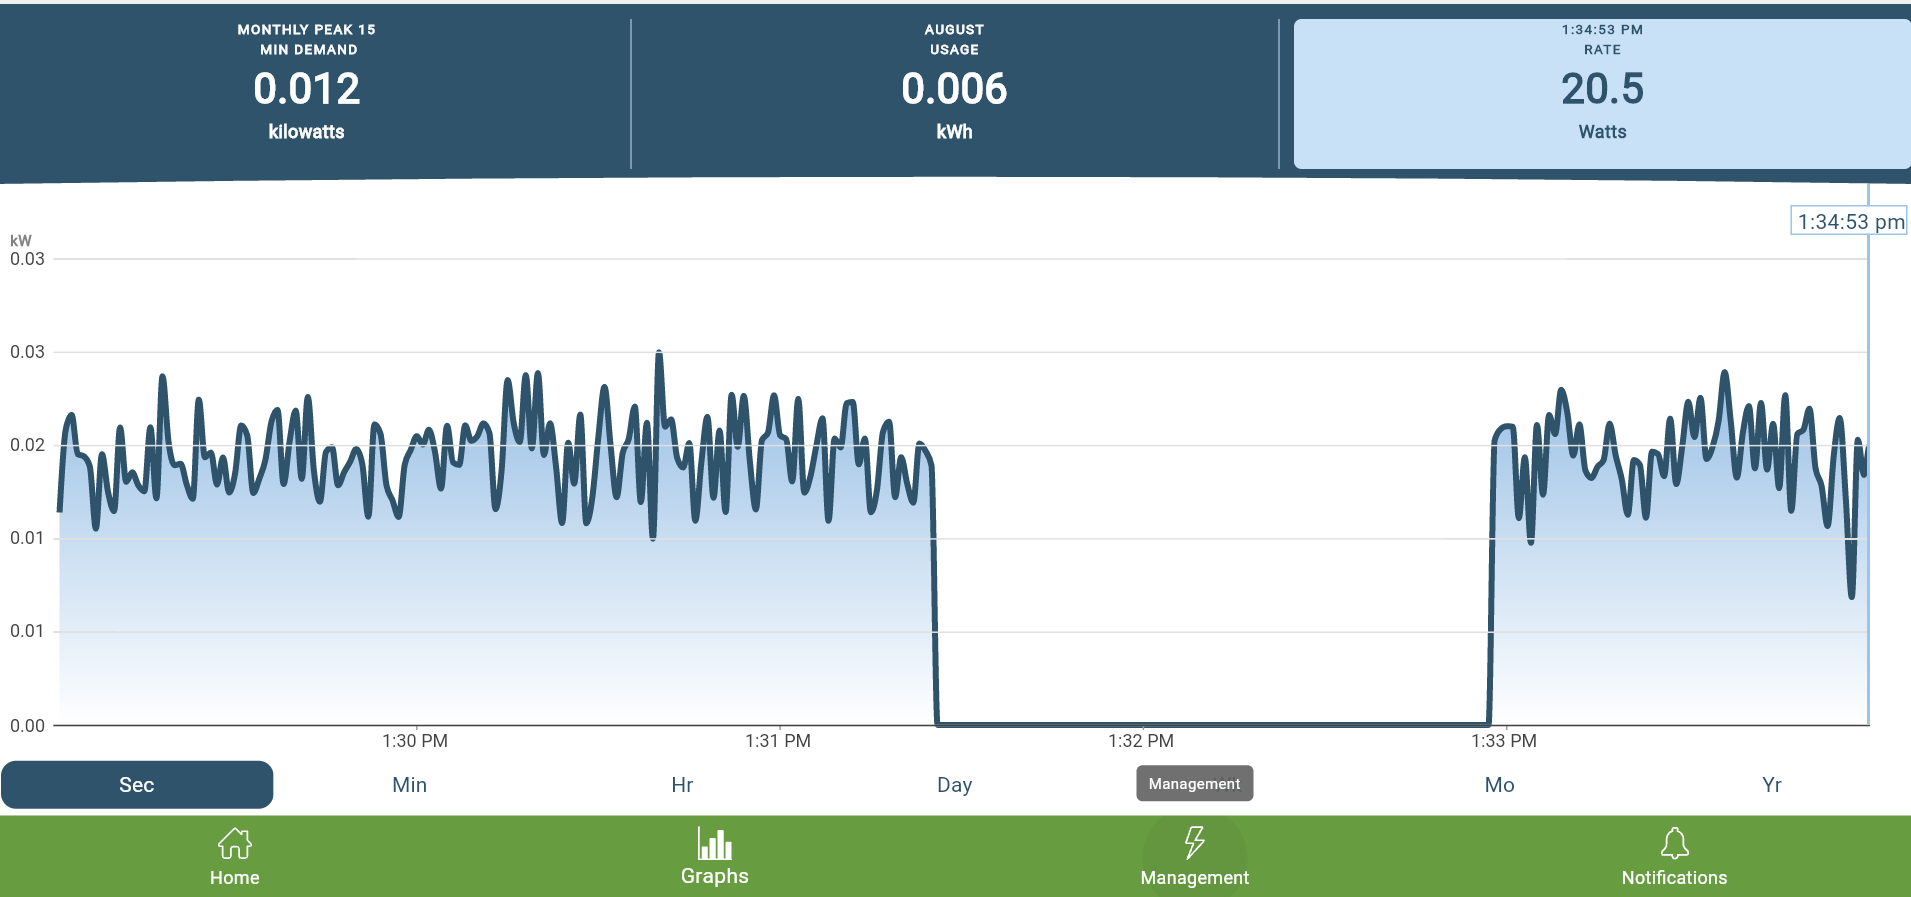 MONTHLY PEAK 15
MIN DEMAND
0.012
kilowatts
AUGUST
USAGE
0.006
kWh
1:34:53 PM
RATE
20.5
Watts
1:34:53 pm
kW
0.03
0.03
0.02
0.01
0.01
0.00
1:30 PM
1:31 PM
1:32 PM
1:33 PM
Sec
Min
Hr
Day
Management
Mo
Yr
Home
Graphs
Management
Notifications